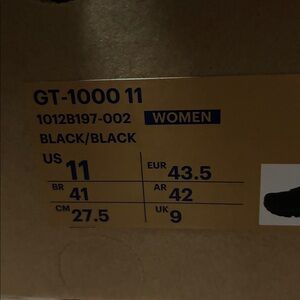 GT-1000 11
1012B197-002 WOMEN
BLACK/BLACK
US 11 EUR 43.5
BR 41 AR 42
CM 27.5 UK 9